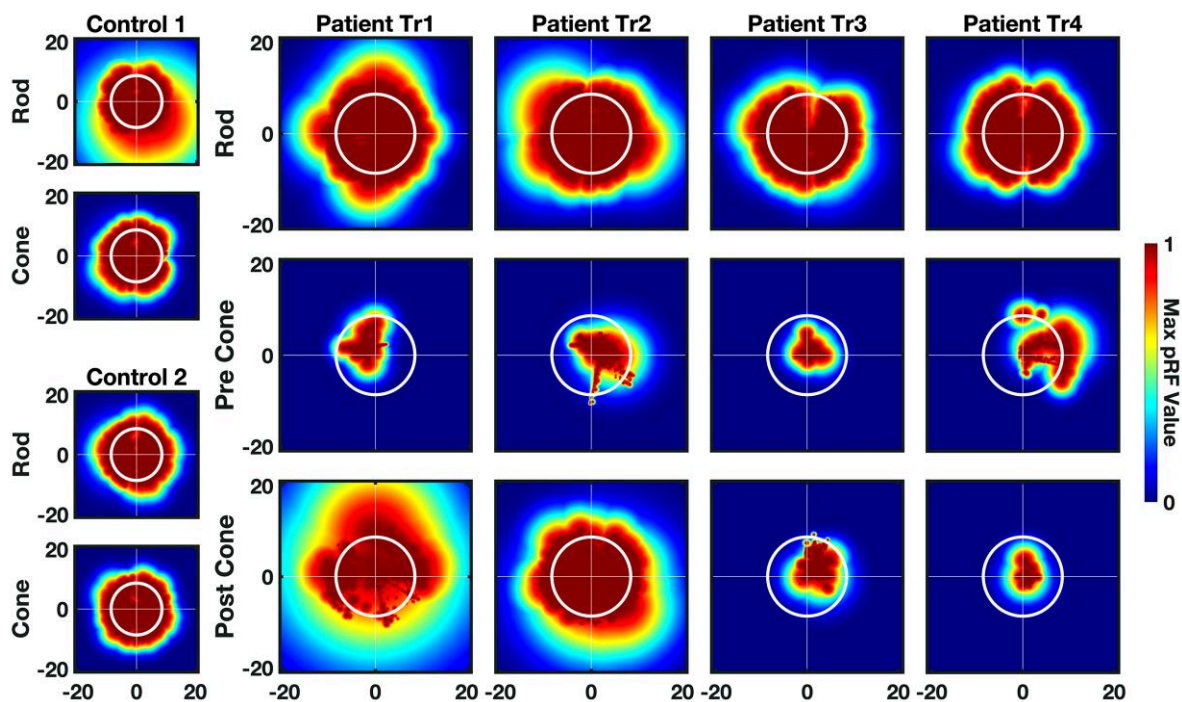 Control 1
Patient Tr1
Patient Tr2
Patient Tr3
Patient Tr4
20
0
-20
Rod
20
0
-20
Rod
20
0
-20
Cone
20
0
-20
Pre Cone
1
Max pRF Value
0
Control 2
20
0
-20
Rod
20
0
-20
Post Cone
20
0
-20
Cone
-20 0 20
-20 0 20
-20 0 20
-20 0 20
-20 0 20